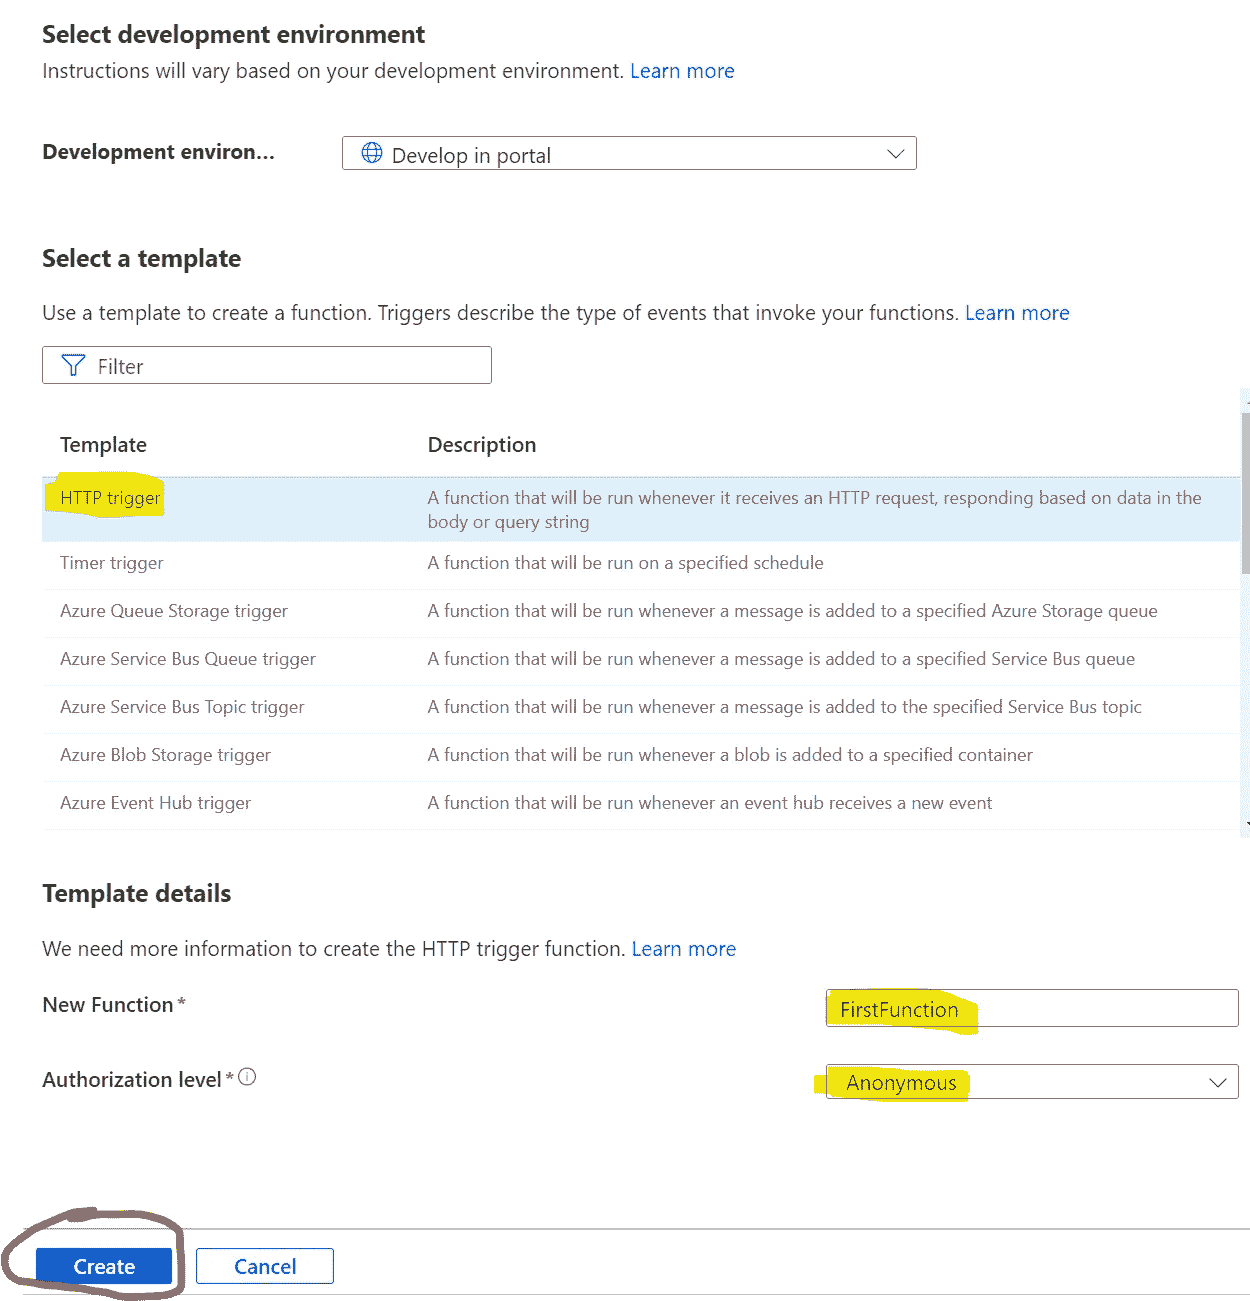 Select development environment
Instructions will vary based on your development environment. Learn more
Development environ... Develop in portal
Select a template
Use a template to create a function. Triggers describe the type of events that invoke your functions. Learn more
Filter
Template Description
HTTP trigger A function that will be run whenever it receives an HTTP request, responding based on data in the
body or query string
Timer trigger A function that will be run on a specified schedule
Azure Queue Storage trigger A function that will be run whenever a message is added to a specified Azure Storage queue
Azure Service Bus Queue trigger A function that will be run whenever a message is added to a specified Service Bus queue
Azure Service Bus Topic trigger A function that will be run whenever a message is added to the specified Service Bus topic
Azure Blob Storage trigger A function that will be run whenever a blob is added to a specified container
Azure Event Hub trigger A function that will be run whenever an event hub receives a new event
Template details
We need more information to create the HTTP trigger function. Learn more
New Function* FirstFunction
Authorization level* Anonymous
Create Cancel